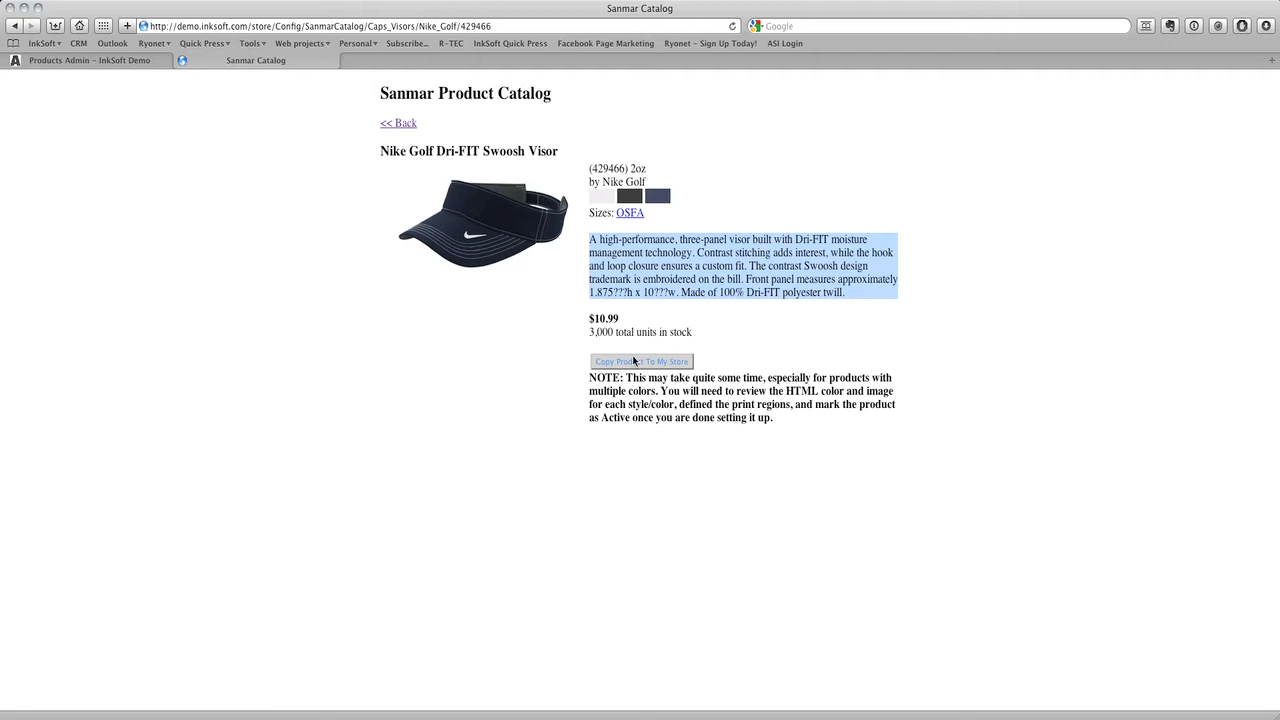 Sanmar Catalog
http://demo.inksoft.com/store/Config/SanmarCatalog/Caps_Visors/Nike_Golf/429466
Google
InkSoft CRM Outlook Ryonet Quick Press Tools Web projects Personal Subscribe... R-TEC InkSoft Quick Press Facebook Page Marketing Ryonet - Sign Up Today! ASI Login
Products Admin - InkSoft Demo Sanmar Catalog
Sanmar Product Catalog
<< Back
Nike Golf Dri-FIT Swoosh Visor
(429466) 2oz
by Nike Golf
Sizes: OSFA
A high-performance, three-panel visor built with Dri-FIT moisture
management technology. Contrast stitching adds interest, while the hook
and loop closure ensures a custom fit. The contrast Swoosh design
trademark is embroidered on the bill. Front panel measures approximately
1.875???h x 10???w. Made of 100% Dri-FIT polyester twill.
$10.99
3,000 total units in stock
Copy Product To My Store
NOTE: This may take quite some time, especially for products with
multiple colors. You will need to review the HTML color and image
for each style/color, defined the print regions, and mark the product
as Active once you are done setting it up.